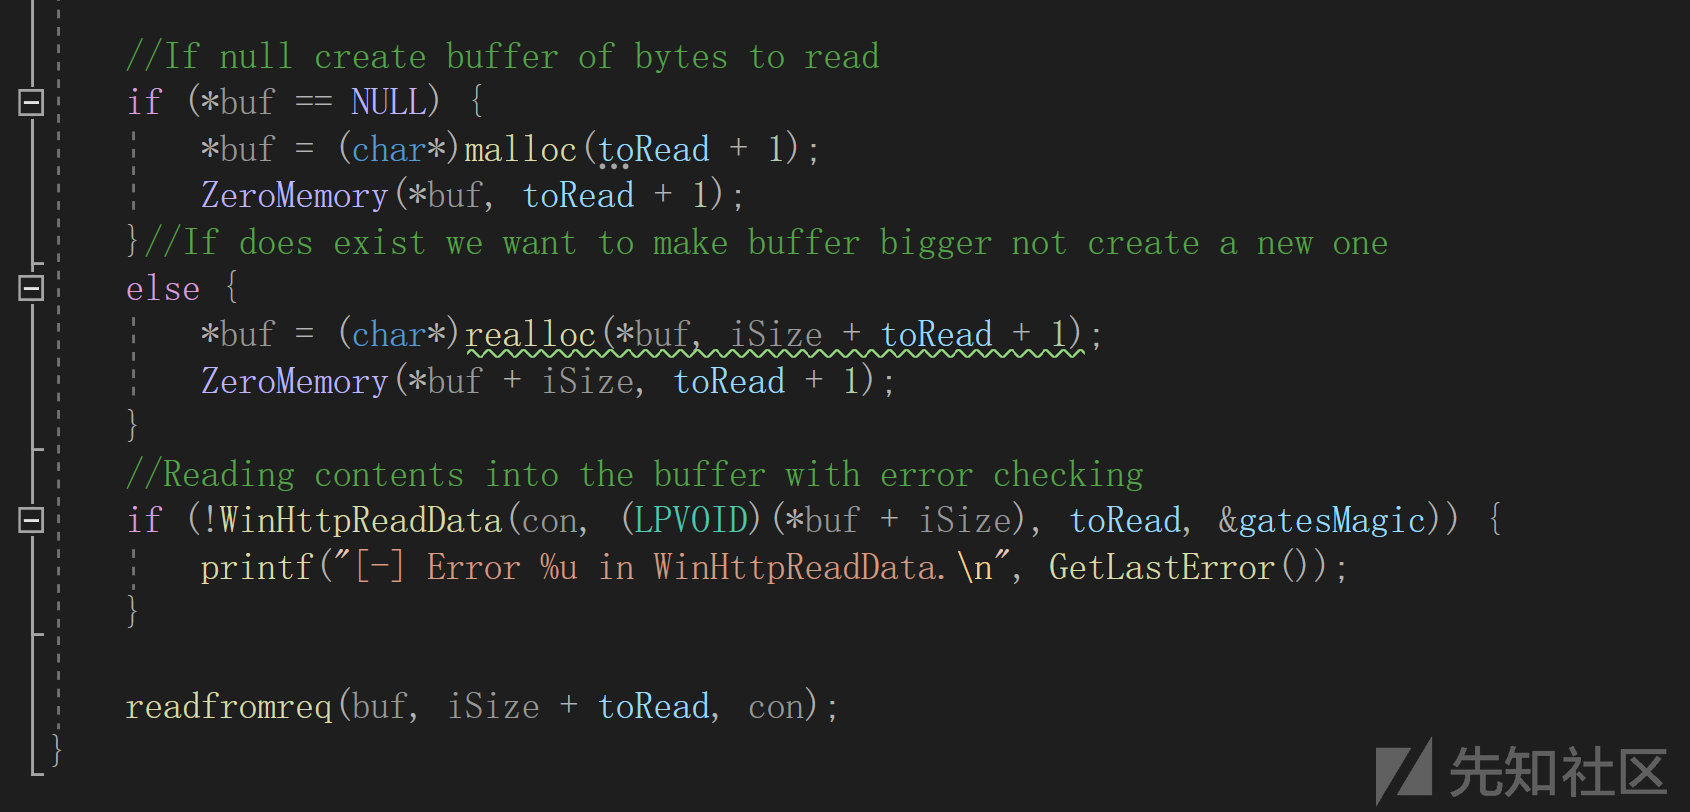 //If null create buffer of bytes to read
if (*buf == NULL) {
*buf = (char*)malloc(toRead + 1);
ZeroMemory(*buf, toRead + 1);
}//If does exist we want to make buffer bigger not create a new one
else {
*buf = (char*)realloc(*buf, iSize + toRead + 1);
ZeroMemory(*buf + iSize, toRead + 1);
}
//Reading contents into the buffer with error checking
if (!WinHttpReadData(con, (LPVOID)(*buf + iSize), toRead, &gatesMagic)) {
printf("[-] Error %u in WinHttpReadData.\n", GetLastError());
}
readfromreq(buf, iSize + toRead, con);
}
先知社区